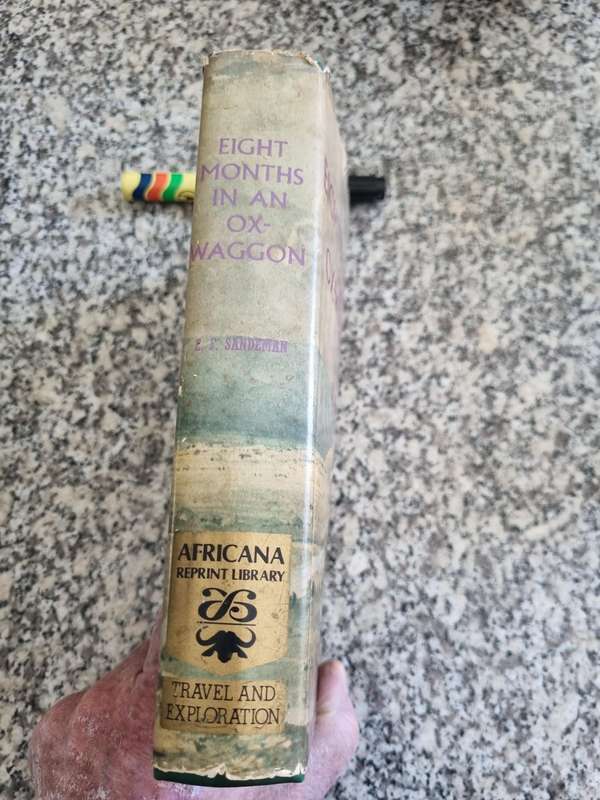 EIGHT
MONTHS
IN AN
OX-
WAGGON
E. F. SANDEMAN
AFRICANA
REPRINT LIBRARY
TRAVEL AND
EXPLORATION